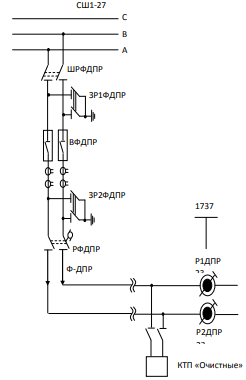 СШ1-27
С
В
А
ШРФДПР
ЗР1ФДПР
ВФДПР
ЗР2ФДПР
1737
РФДПР
Р1ДПР
Ф-ДПР
Р2ДПР
КТП «Очистные»